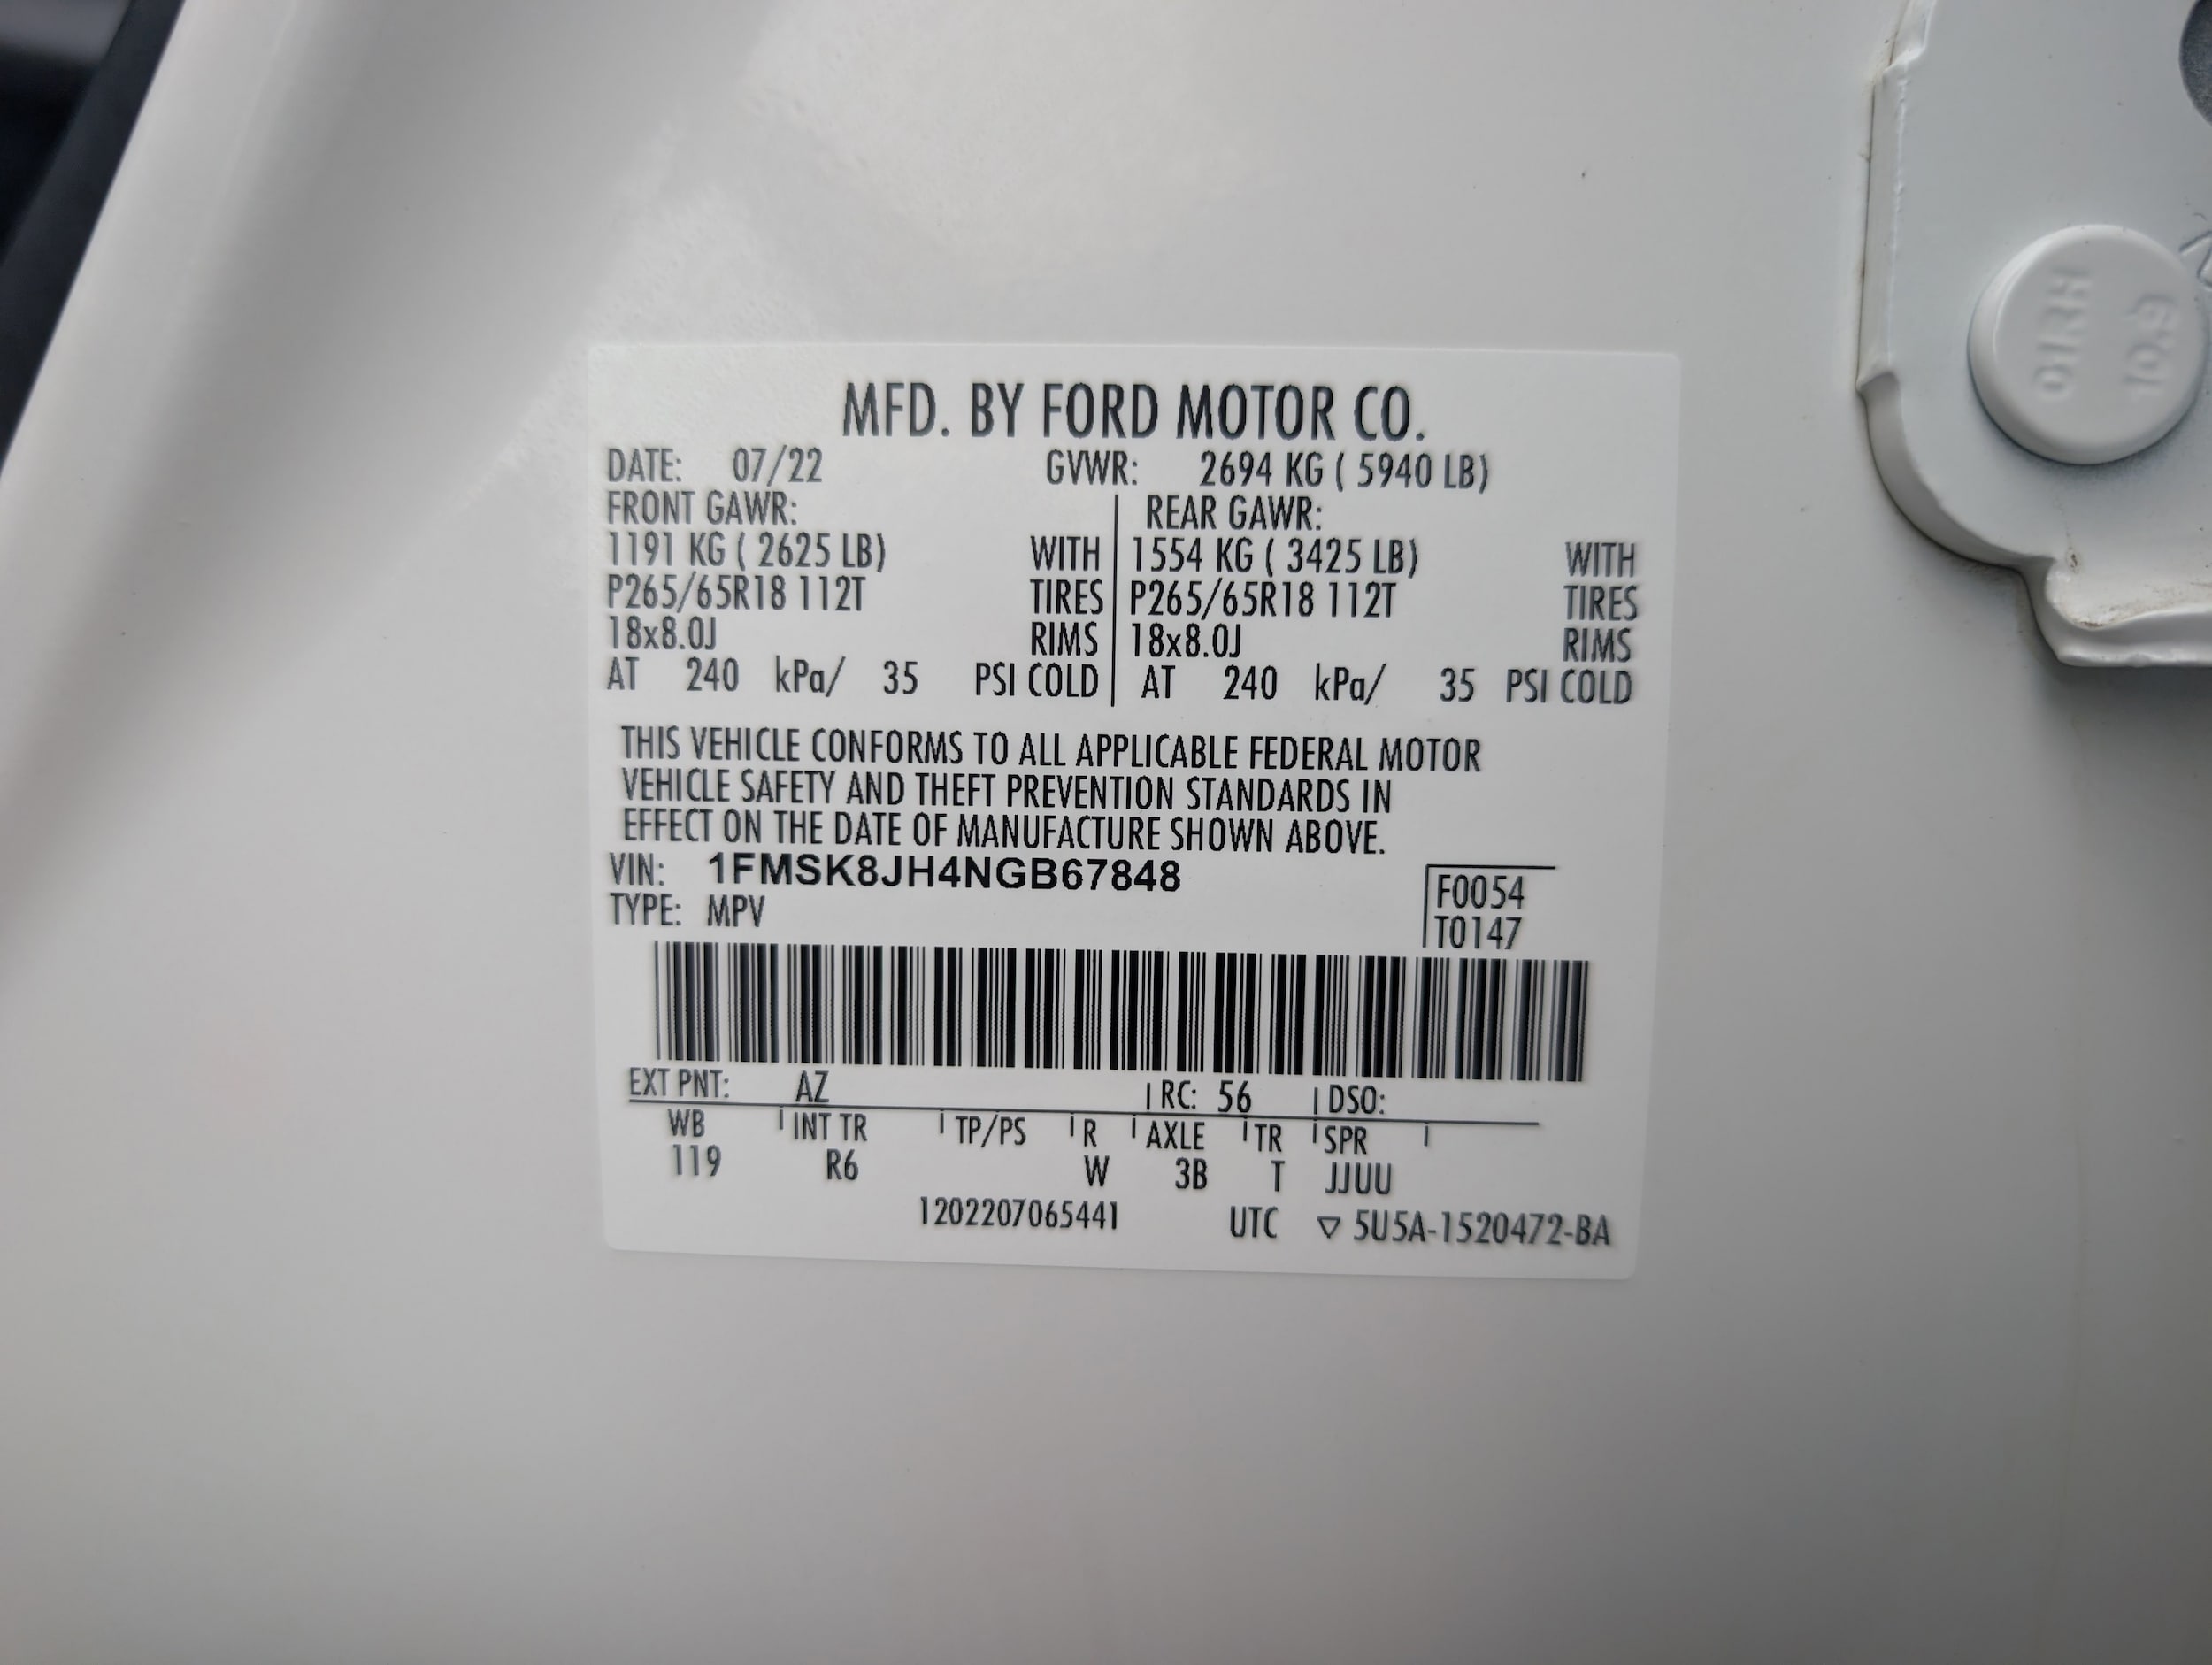 MFD. BY FORD MOTOR CO.
DATE: 07/22 GVWR: 2694 KG ( 5940 LB)
FRONT GAWR: REAR GAWR:
1191 KG ( 2625 LB) WITH 1554 KG ( 3425 LB) WITH
P265/65R18 112T TIRES P265/65R18 112T TIRES
18x8.0J RIMS 18x8.0J RIMS
AT 240 kPa/ 35 PSI COLD AT 240 kPa/ 35 PSI COLD
THIS VEHICLE CONFORMS TO ALL APPLICABLE FEDERAL MOTOR
VEHICLE SAFETY AND THEFT PREVENTION STANDARDS IN
EFFECT ON THE DATE OF MANUFACTURE SHOWN ABOVE.
VIN: 1FMSK8JH4NGB67848
F0054
TYPE: MPV
T0147
EXT PNT: AZ RC: 56 DSO:
WB INT TR TP/PS R AXLE TR SPR
119 R6 W 3B T JJUU
1202207065441 UTC ▽ 5U5A-1520472-BA
10.9